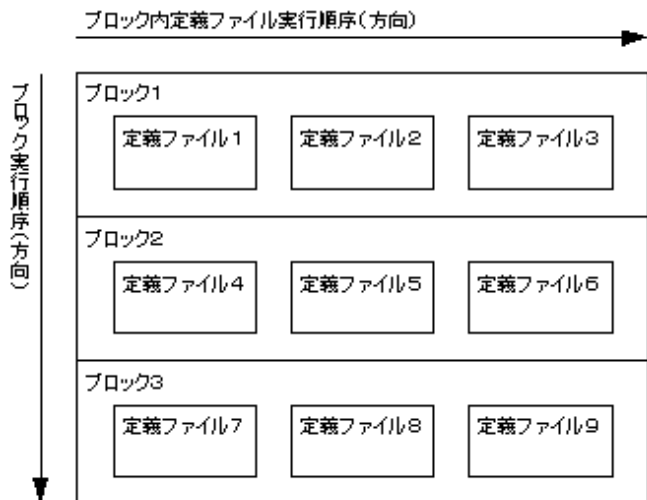 ブロック内定義ファイル実行順序(方向)
ブロック実行順序(方向)
ブロック1
定義ファイル1
定義ファイル2
定義ファイル3
ブロック2
定義ファイル4
定義ファイル5
定義ファイル6
ブロック3
定義ファイル7
定義ファイル8
定義ファイル9